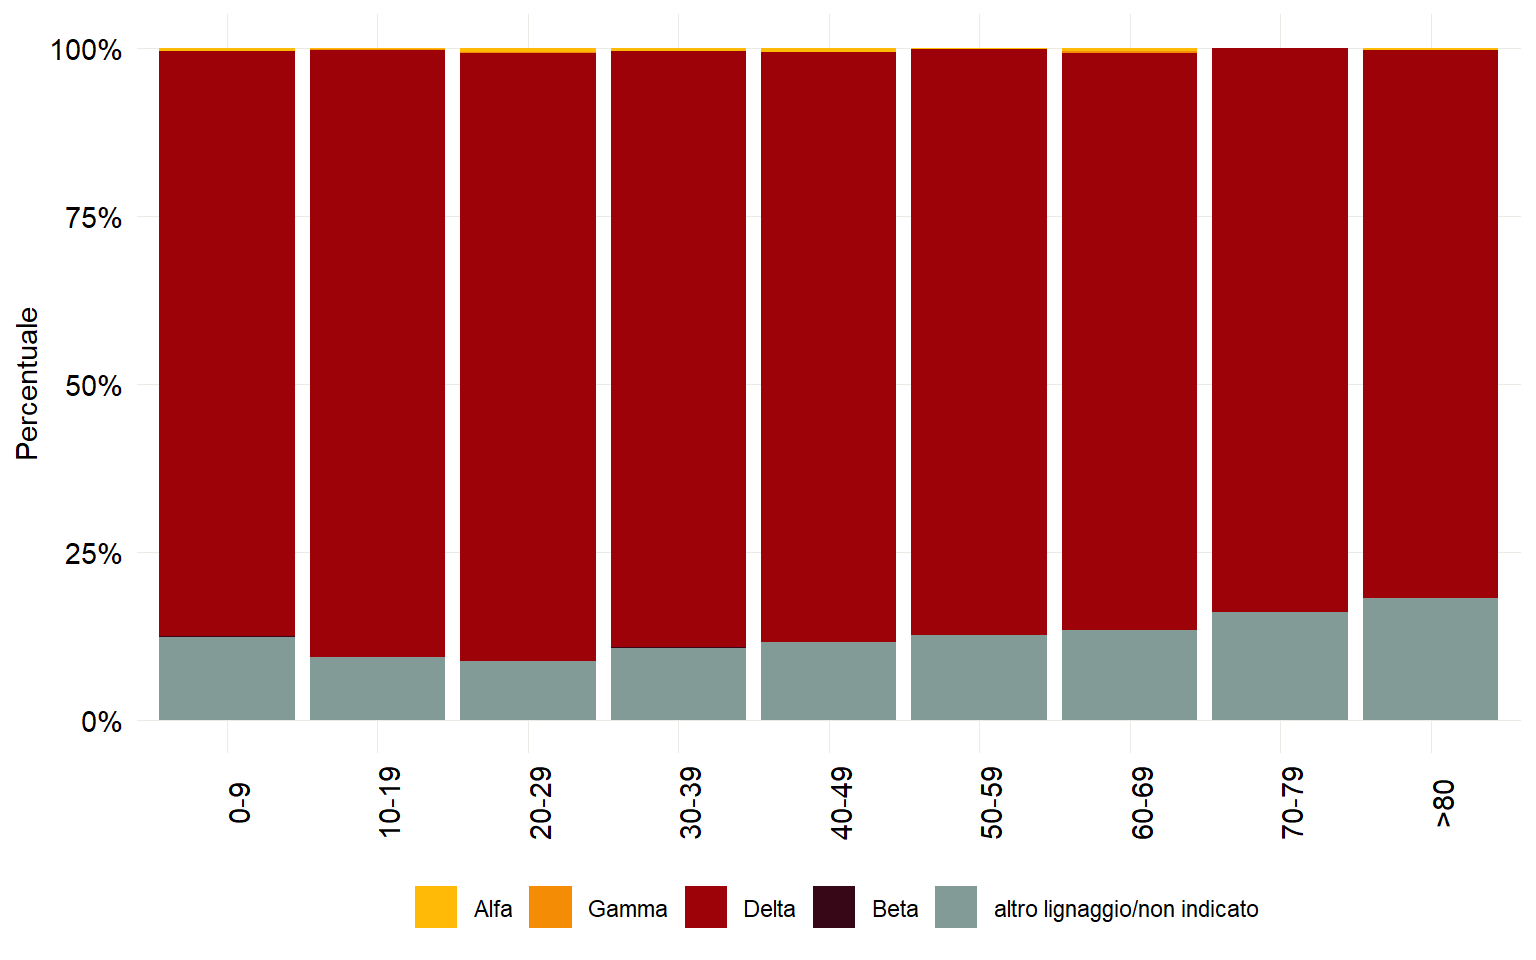 100%
75%
50%
25%
0%
Percentuale
0-9
10-19
20-29
30-39
40-49
50-59
60-69
70-79
>80
Alfa
Gamma
Delta
Beta
altro lignaggio/non indicato